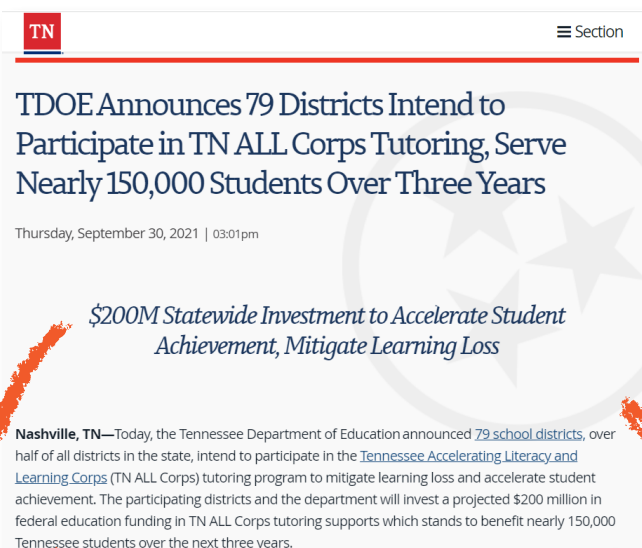 TN
Section
TDOE Announces 79 Districts Intend to
Participate in TN ALL Corps Tutoring, Serve
Nearly 150,000 Students Over Three Years
Thursday, September 30, 2021 | 03:01pm
$200M Statewide Investment to Accelerate Student
Achievement, Mitigate Learning Loss
Nashville, TN—Today, the Tennessee Department of Education announced 79 school districts, over
half of all districts in the state, intend to participate in the Tennessee Accelerating Literacy and
Learning Corps (TN ALL Corps) tutoring program to mitigate learning loss and accelerate student
achievement. The participating districts and the department will invest a projected $200 million in
federal education funding in TN ALL Corps tutoring supports which stands to benefit nearly 150,000
Tennessee students over the next three years.